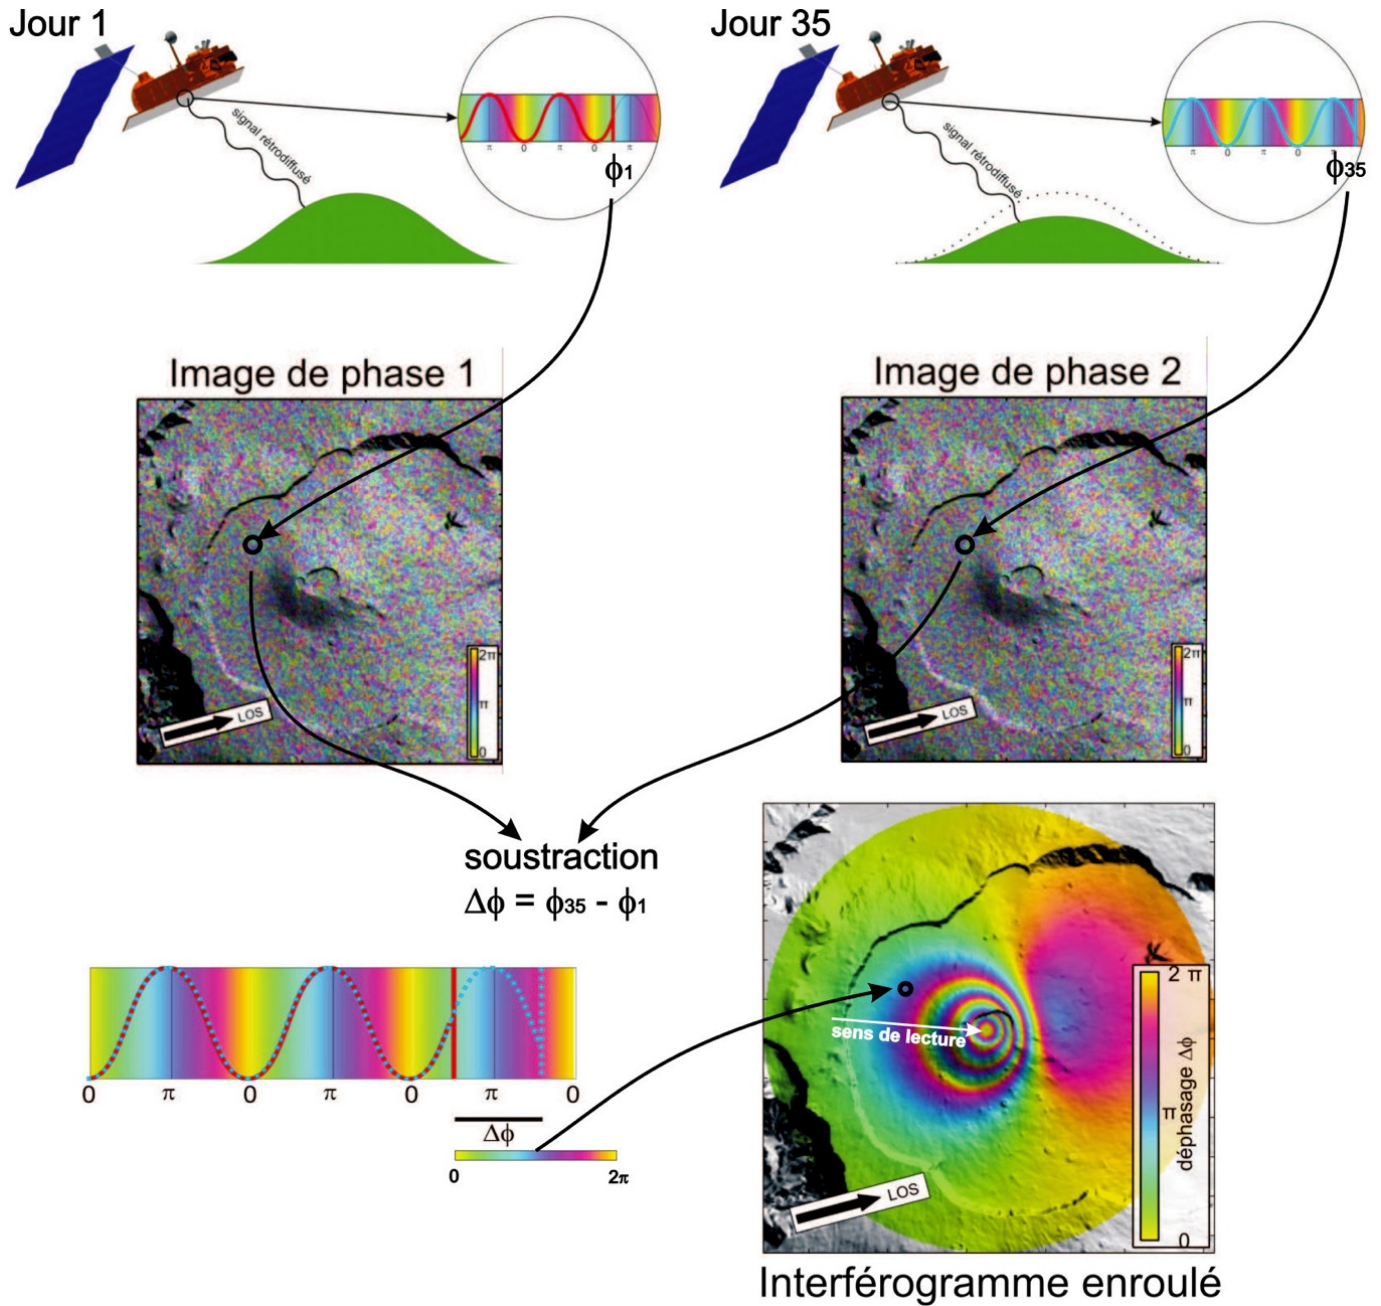 Jour 1
Jour 35
signal rétrodiffusé
signal rétrodiffusé
π 0 π 0 π
π 0 π 0 π
ϕ1
ϕ35
Image de phase 1
Image de phase 2
2π
π
0
LOS
2π
π
0
LOS
soustraction
Δϕ = ϕ35 - ϕ1
0 π 0 π 0 π 0
Δϕ
0 2π
sens de lecture
2 π
π
0
déphasage Δϕ
LOS
Interférogramme enroulé